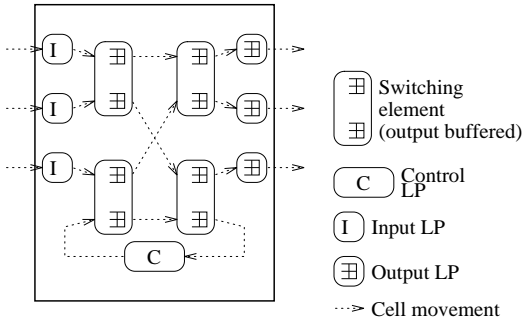 I
I
I
C
Switching
element
(output buffered)
C
Control
LP
I
Input LP
Output LP
Cell movement